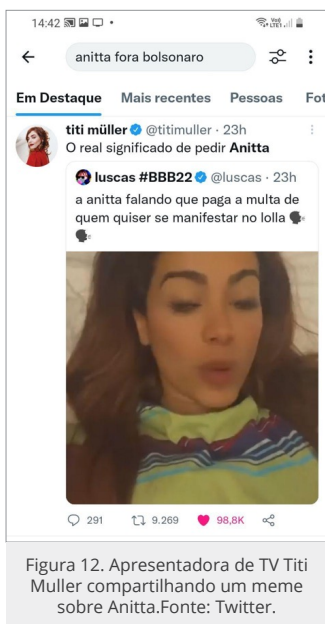 14:42
anitta fora bolsonaro
Em Destaque Mais recentes Pessoas Fot
titi müller @titimuller · 23h
O real significado de pedir Anitta
luscas #BBB22 @luscas · 23h
a anitta falando que paga a multa de
quem quiser se manifestar no lolla
291 9.269 98,8K
Figura 12. Apresentadora de TV Titi
Muller compartilhando um meme
sobre Anitta.Fonte: Twitter.